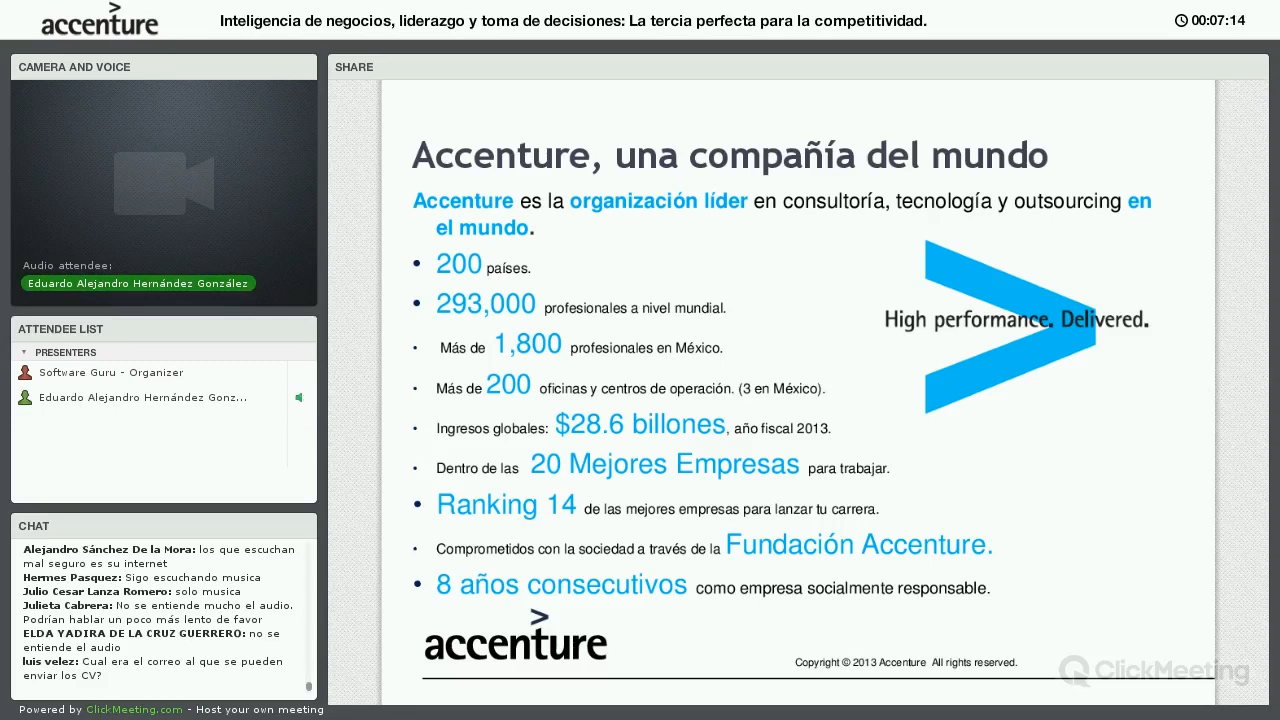 accenture
Inteligencia de negocios, liderazgo y toma de decisiones: La tercia perfecta para la competitividad.
00:07:14
CAMERA AND VOICE
Audio attendee:
Eduardo Alejandro Hernández González
ATTENDEE LIST
PRESENTERS
Software Guru - Organizer
Eduardo Alejandro Hernández Gonz...
CHAT
Alejandro Sánchez De la Mora: los que escuchan
mal seguro es su internet
Hermes Pasquez: Sigo escuchando musica
Julio Cesar Lanza Romero: solo musica
Julieta Cabrera: No se entiende mucho el audio.
Podrían hablar un poco más lento de favor
ELDA YADIRA DE LA CRUZ GUERRERO: no se
entiende el audio
luis velez: Cual era el correo al que se pueden
enviar los CV?
Powered by ClickMeeting.com - Host your own meeting
SHARE
Accenture, una compañía del mundo
Accenture es la organización líder en consultoría, tecnología y outsourcing en
el mundo.
• 200 países.
• 293,000 profesionales a nivel mundial.
• Más de 1,800 profesionales en México.
• Más de 200 oficinas y centros de operación. (3 en México).
• Ingresos globales: $28.6 billones, año fiscal 2013.
• Dentro de las 20 Mejores Empresas para trabajar.
• Ranking 14 de las mejores empresas para lanzar tu carrera.
• Comprometidos con la sociedad a través de la Fundación Accenture.
• 8 años consecutivos como empresa socialmente responsable.
High performance. Delivered.
accenture
Copyright © 2013 Accenture All rights reserved.
ClickMeeting